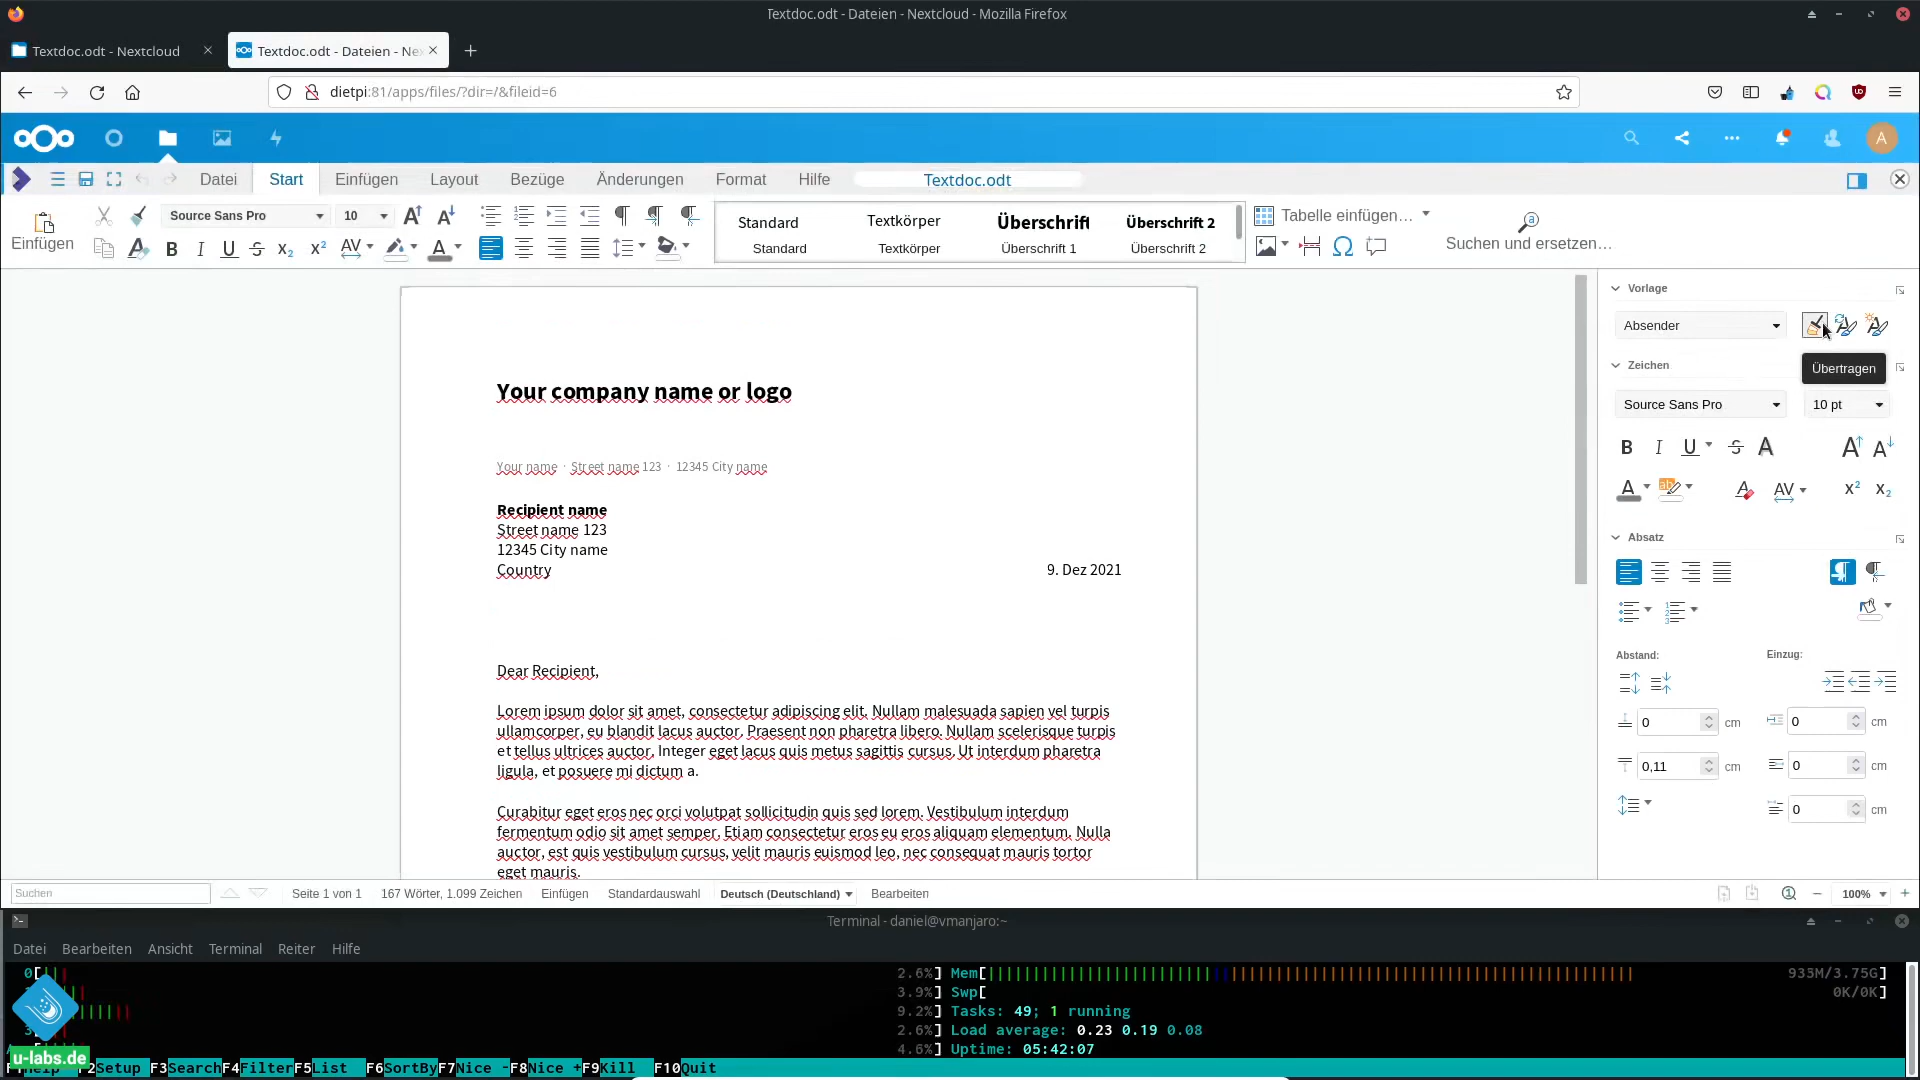 Textdoc.odt - Dateien - Nextcloud - Mozilla Firefox
Textdoc.odt - Nextcloud
Textdoc.odt - Dateien - Nex
dietpi:81/apps/files/?dir=/&fileid=6
A
Datei Start Einfügen Layout Bezüge Änderungen Format Hilfe Textdoc.odt
Einfügen
Source Sans Pro 10
Standard Textkörper Überschrift Überschrift 2
Standard Textkörper Überschrift 1 Überschrift 2
Tabelle einfügen...
Suchen und ersetzen...
Vorlage
Absender
Übertragen
Zeichen
Source Sans Pro 10 pt
Absatz
Abstand: Einzug:
0 cm 0 cm
0,11 cm 0 cm
0 cm
Your company name or logo
Your name · Street name 123 · 12345 City name
Recipient name
Street name 123
12345 City name
Country 9. Dez 2021
Dear Recipient,
Lorem ipsum dolor sit amet, consectetur adipiscing elit. Nullam malesuada sapien vel turpis
ullamcorper, eu blandit lacus auctor. Praesent non pharetra libero. Nullam scelerisque turpis
et tellus ultrices auctor. Integer eget lacus quis metus sagittis cursus. Ut interdum pharetra
ligula, et posuere mi dictum a.
Curabitur eget eros nec orci volutpat sollicitudin quis sed lorem. Vestibulum interdum
fermentum odio sit amet semper. Etiam consectetur eros eu eros aliquam elementum. Nulla
auctor, est quis vestibulum cursus, velit mauris euismod leo, nec consequat mauris tortor
eget mauris.
Suchen Seite 1 von 1 167 Wörter, 1.099 Zeichen Einfügen Standardauswahl Deutsch (Deutschland) Bearbeiten 100%
Terminal - daniel@vmanjaro:~
Datei Bearbeiten Ansicht Terminal Reiter Hilfe
0[ 2.6%] Mem[ 933M/3.75G]
3.9%] Swp[ 0K/0K]
9.2%] Tasks: 49; 1 running
3[ 2.6%] Load average: 0.23 0.19 0.08
4.6%] Uptime: 05:42:07
u-labs.de
F2Setup F3SearchF4FilterF5List F6SortByF7Nice -F8Nice +F9Kill F10Quit